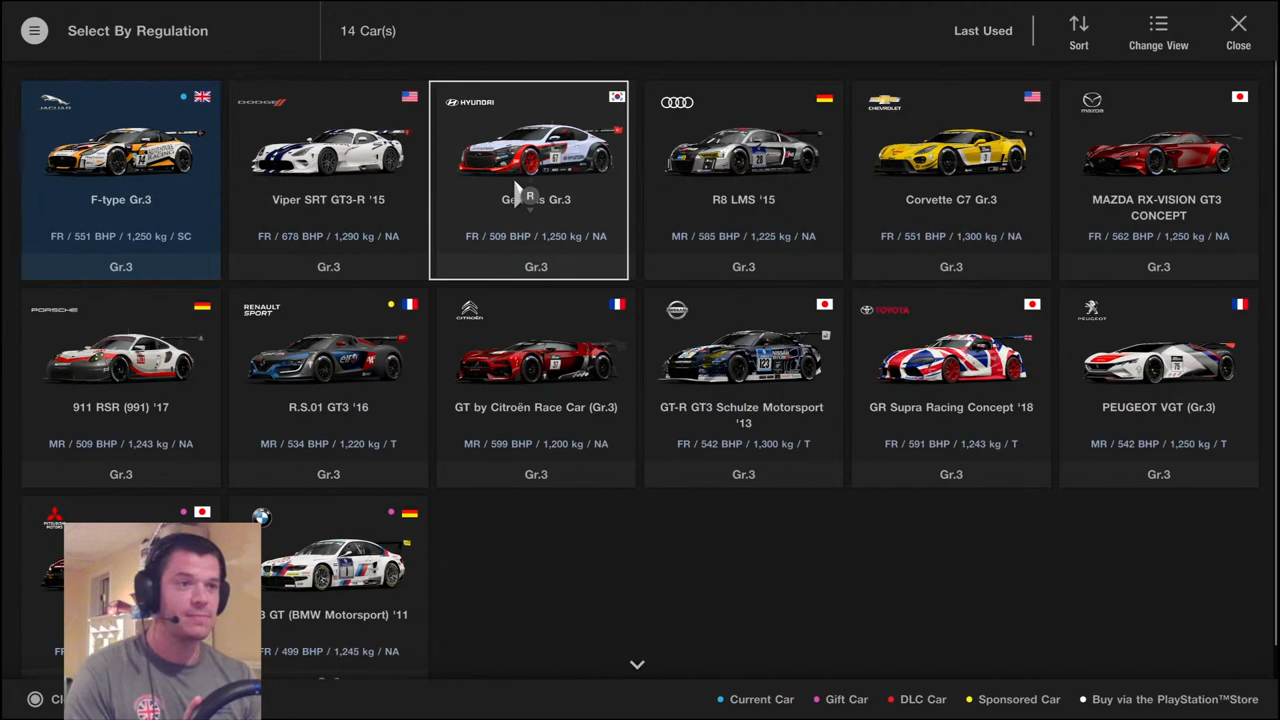 Select By Regulation
14 Car(s)
Last Used
Sort
Change View
Close
JAGUAR
F-type Gr.3
FR / 551 BHP / 1,250 kg / SC
Gr.3
DODGE
Viper SRT GT3-R '15
FR / 678 BHP / 1,290 kg / NA
Gr.3
HYUNDAI
R
Gr.3
FR / 509 BHP / 1,250 kg / NA
Gr.3
R8 LMS '15
MR / 585 BHP / 1,225 kg / NA
Gr.3
CHEVROLET
Corvette C7 Gr.3
FR / 551 BHP / 1,300 kg / NA
Gr.3
mazda
MAZDA RX-VISION GT3
CONCEPT
FR / 562 BHP / 1,250 kg / NA
Gr.3
PORSCHE
911 RSR (991) '17
MR / 509 BHP / 1,243 kg / NA
Gr.3
RENAULT
SPORT
R.S.01 GT3 '16
MR / 534 BHP / 1,220 kg / T
Gr.3
CITROËN
GT by Citroën Race Car (Gr.3)
MR / 599 BHP / 1,200 kg / NA
Gr.3
NISSAN
GT-R GT3 Schulze Motorsport
'13
FR / 542 BHP / 1,300 kg / T
Gr.3
TOYOTA
GR Supra Racing Concept '18
FR / 591 BHP / 1,243 kg / T
Gr.3
PEUGEOT
PEUGEOT VGT (Gr.3)
MR / 542 BHP / 1,250 kg / T
Gr.3
MITSUBISHI
MOTORS
GT (BMW Motorsport) '11
FR / 499 BHP / 1,245 kg / NA
Current Car
Gift Car
DLC Car
Sponsored Car
Buy via the PlayStation™Store